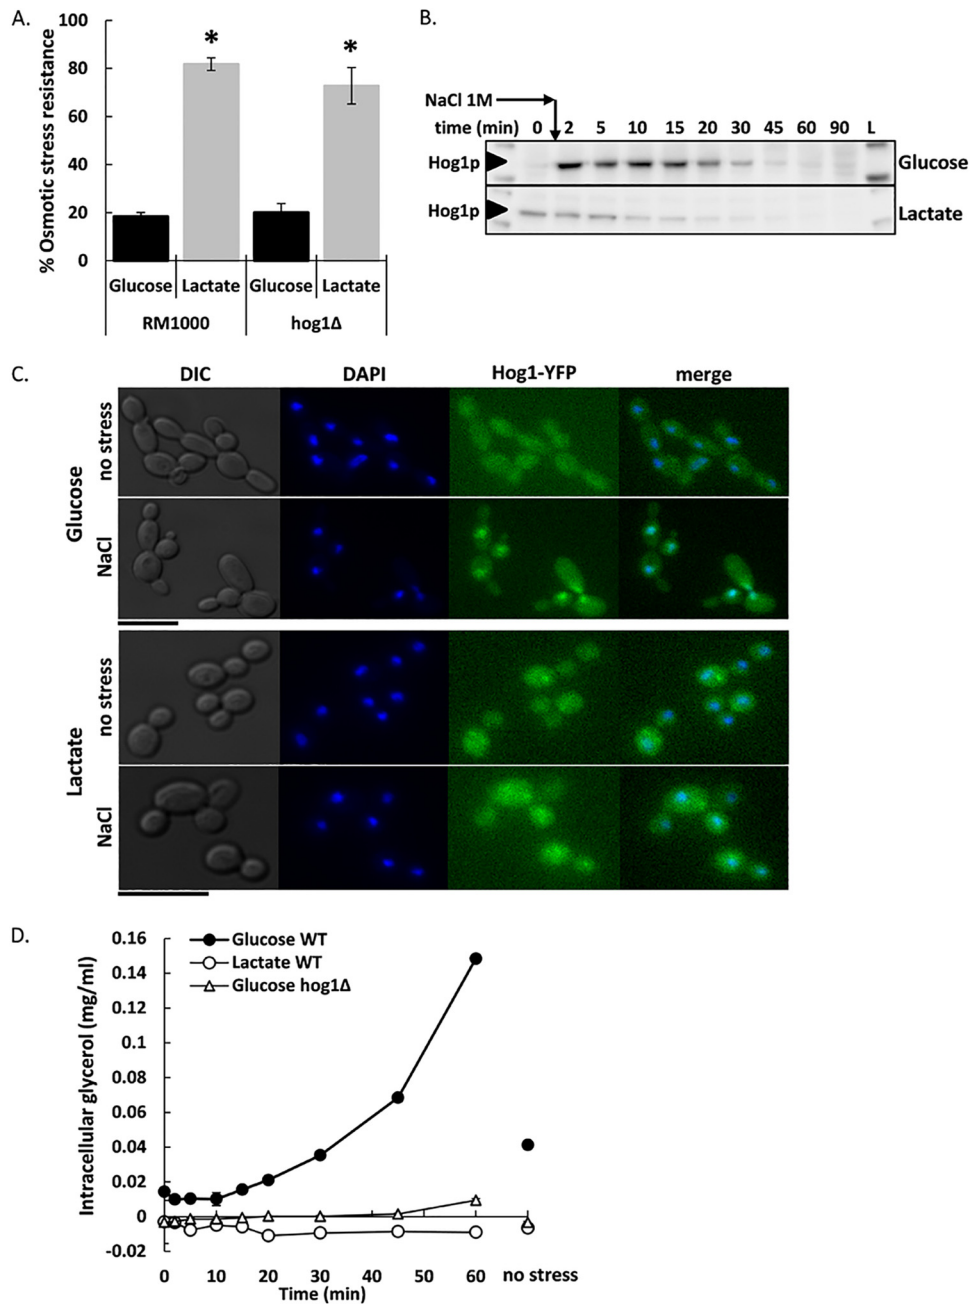 A.
% Osmotic stress resistance
100
80
60
40
20
0
Glucose Lactate Glucose Lactate
RM1000 hog1Δ
B.
NaCl 1M
time (min) 0 2 5 10 15 20 30 45 60 90 L
Hog1p Glucose
Hog1p Lactate
C.
DIC DAPI Hog1-YFP merge
Glucose
no stress
NaCl
Lactate
no stress
NaCl
D.
Intracellular glycerol (mg/ml)
0.16
0.14
0.12
0.1
0.08
0.06
0.04
0.02
0
-0.02
Glucose WT
Lactate WT
Glucose hog1Δ
0 10 20 30 40 50 60 no stress
Time (min)